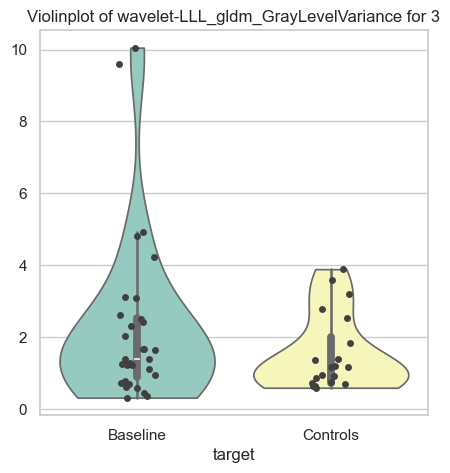 Violinplot of wavelet-LLL_gldm_GrayLevelVariance for 3
10
8
6
4
2
0
Baseline Controls
target